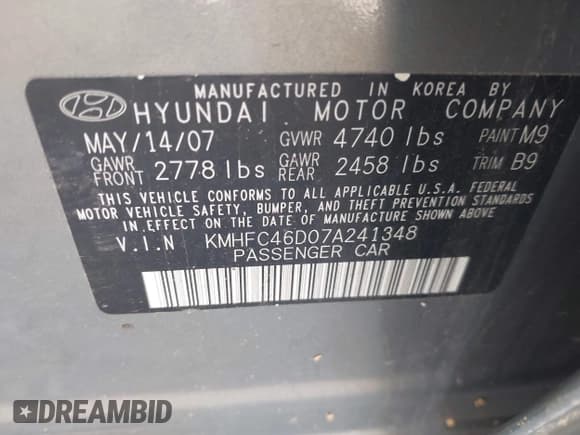 MANUFACTURED IN KOREA BY
HYUNDAI MOTOR COMPANY
MAY/14/07 GVWR 4740 lbs PAINT M9
GAWR FRONT 2778 lbs GAWR REAR 2458 lbs TRIM B9
THIS VEHICLE CONFORMS TO ALL APPLICABLE U.S.A. FEDERAL
MOTOR VEHICLE SAFETY, BUMPER, AND THEFT PREVENTION STANDARDS
IN EFFECT ON THE DATE OF MANUFACTURE SHOWN ABOVE
V.I.N KMHFC46D07A241348
PASSENGER CAR
DREAMBID